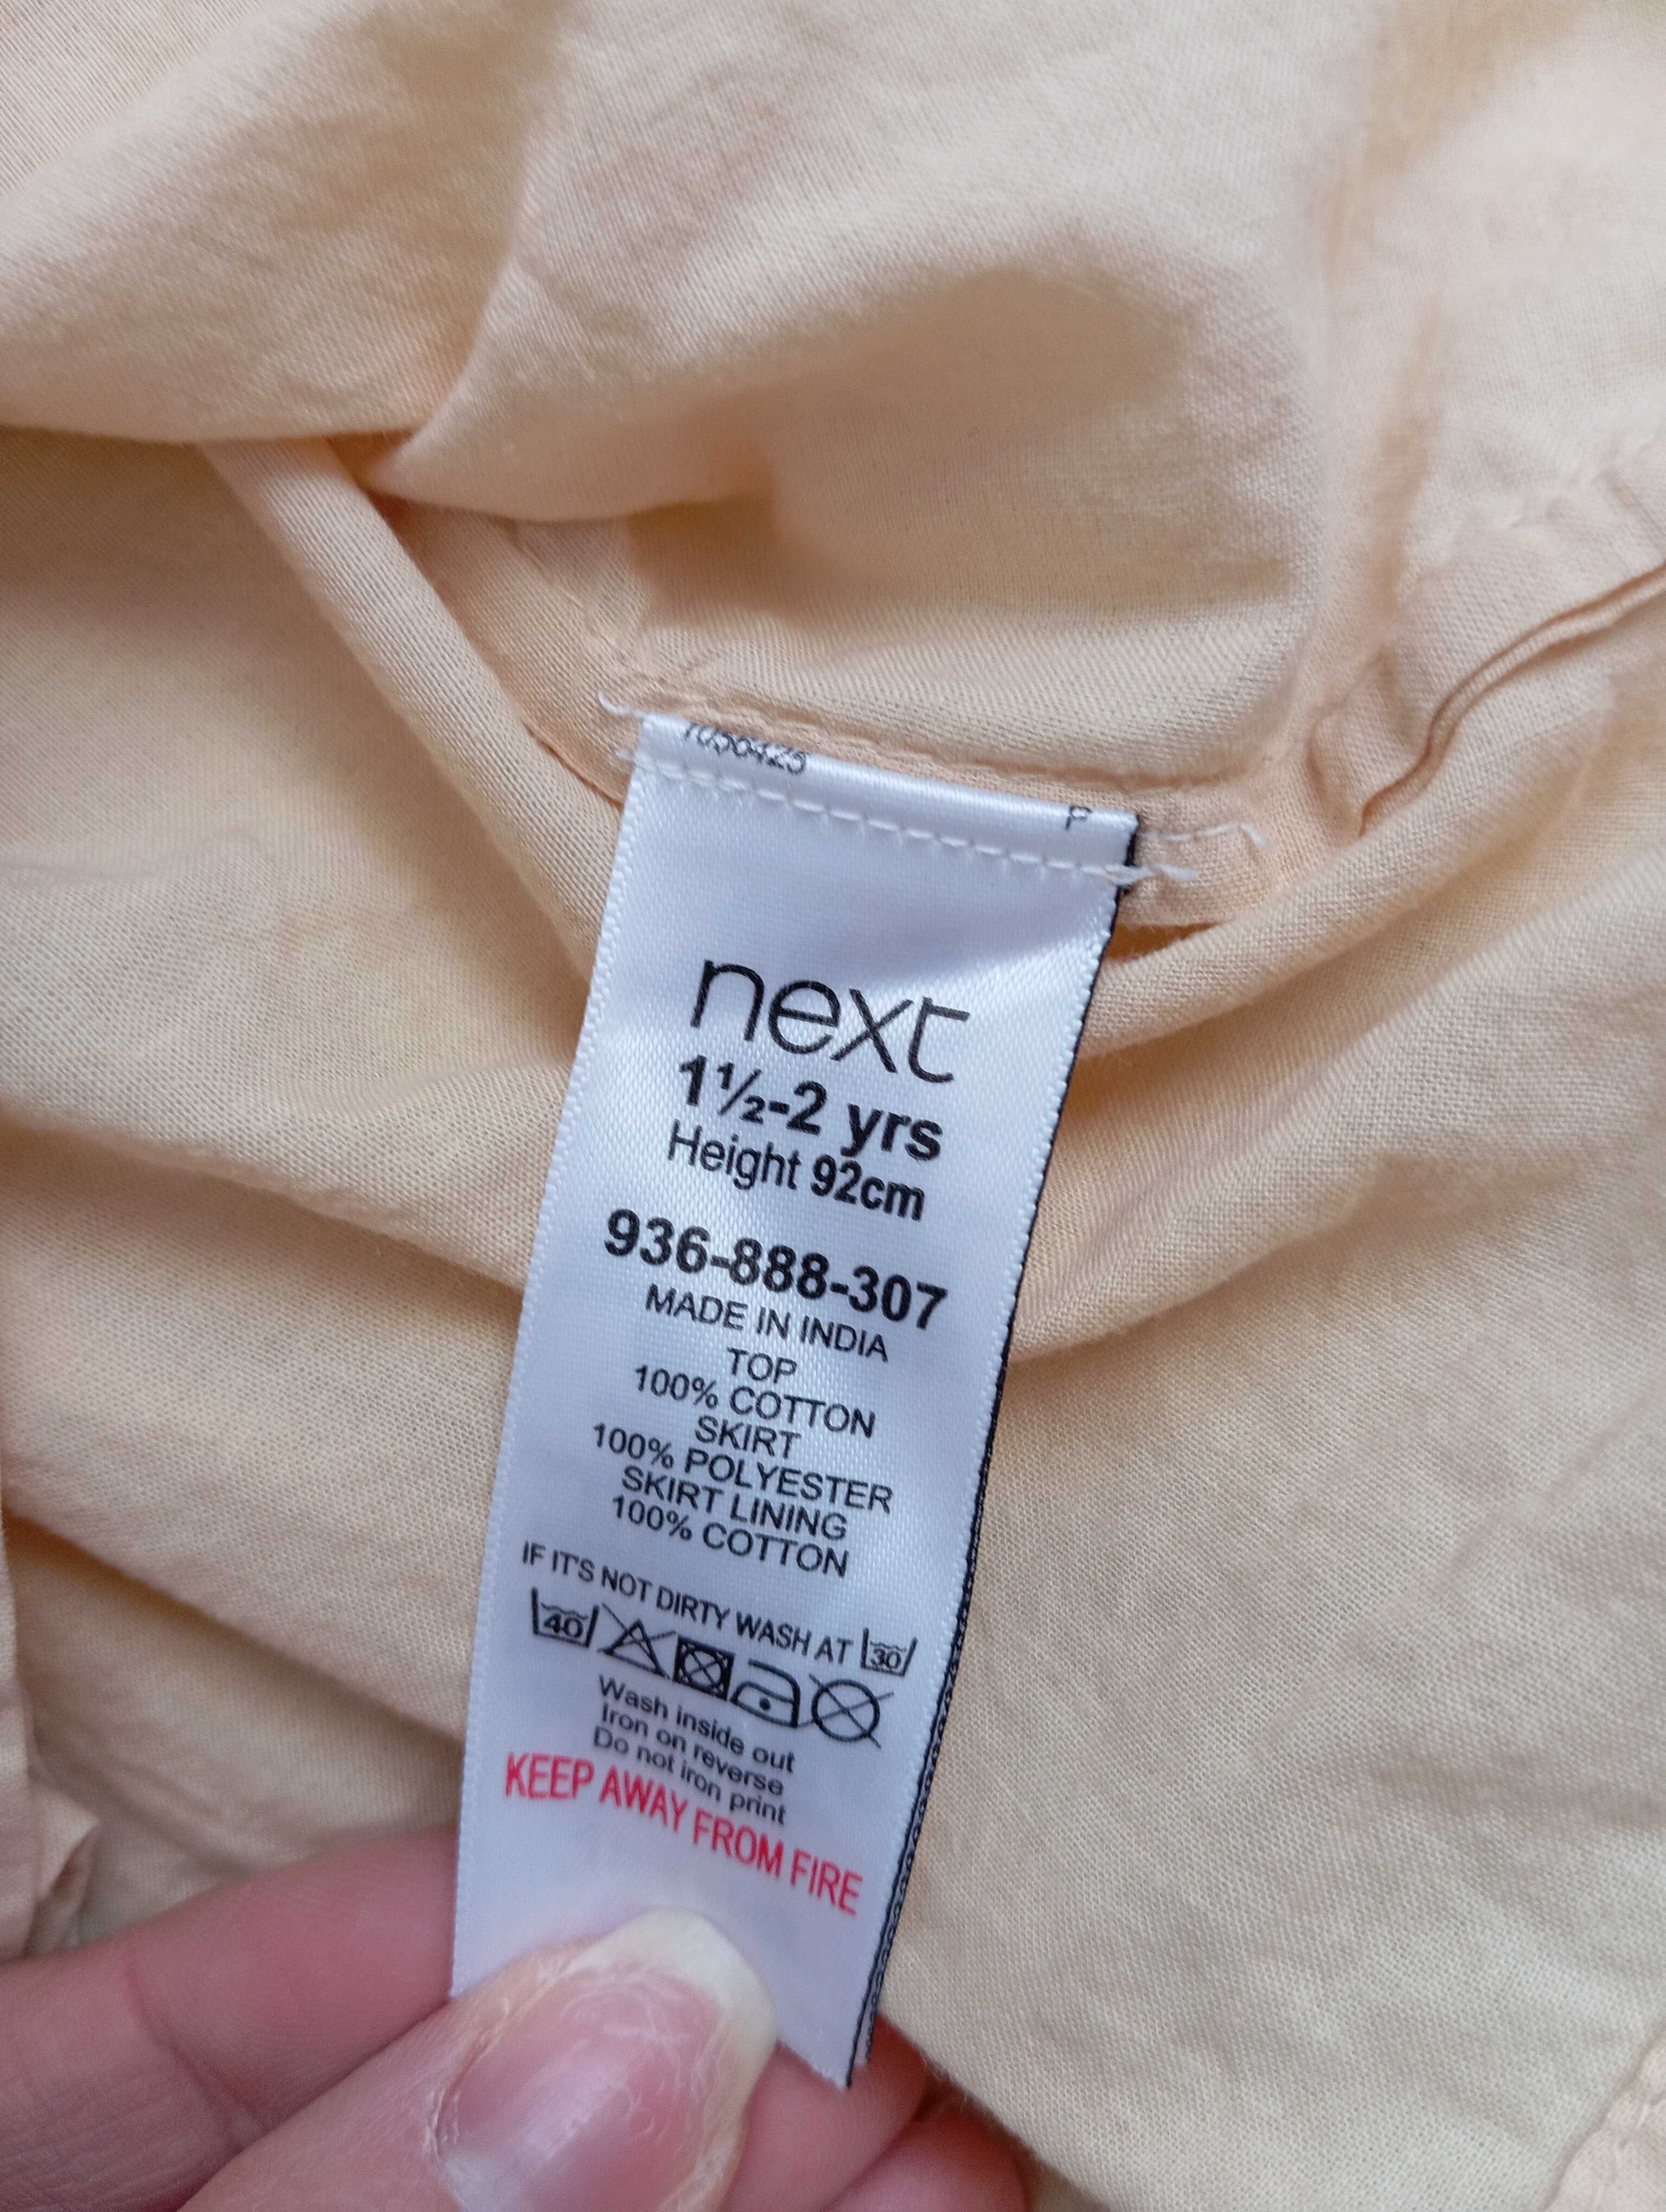 1050425
P
next
1½-2 yrs
Height 92cm
936-888-307
MADE IN INDIA
TOP
100% COTTON
SKIRT
100% POLYESTER
SKIRT LINING
100% COTTON
IF IT'S NOT DIRTY WASH AT 30
40
Wash inside out
Iron on reverse
Do not iron print
KEEP AWAY FROM FIRE